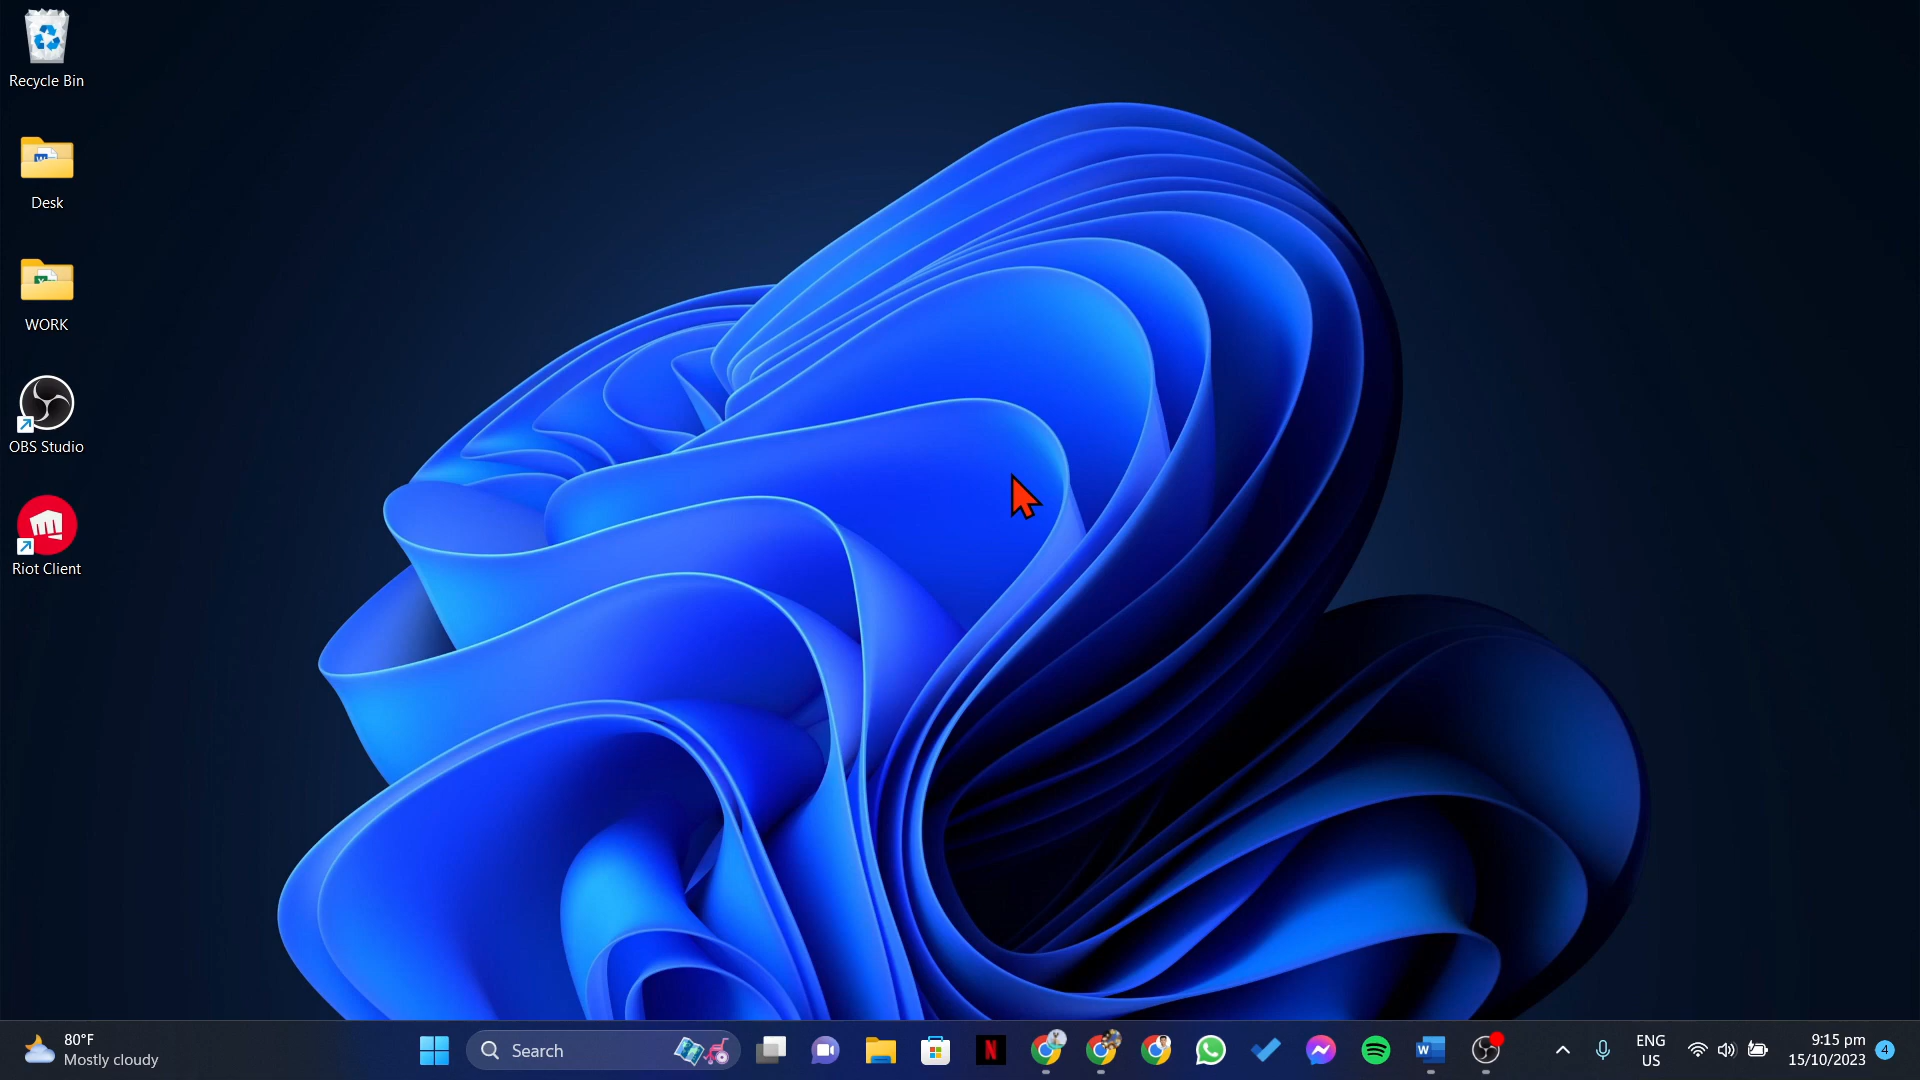 Recycle Bin
Desk
WORK
OBS Studio
Riot Client
80°F
Mostly cloudy
Search
ENG
US
9:15 pm
15/10/2023
4